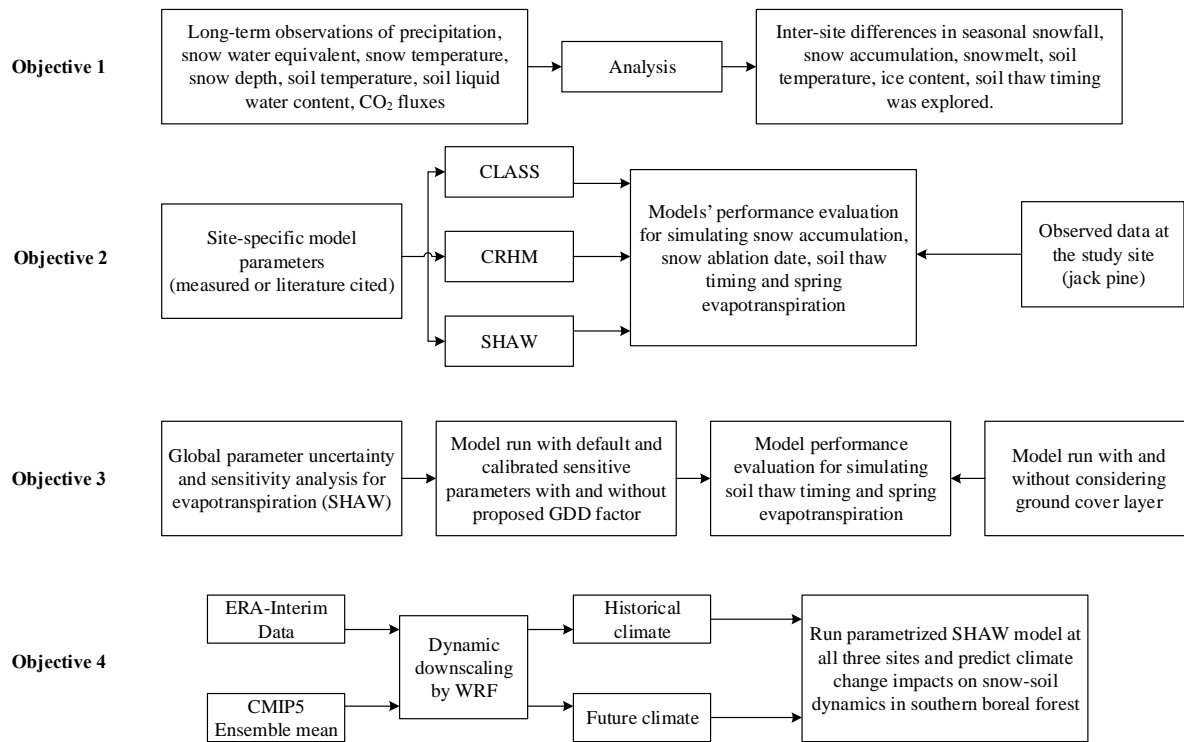 Objective 1
Long-term observations of precipitation,
snow water equivalent, snow temperature,
snow depth, soil temperature, soil liquid
water content, CO₂ fluxes
Analysis
Inter-site differences in seasonal snowfall,
snow accumulation, snowmelt, soil
temperature, ice content, soil thaw timing
was explored.
Objective 2
Site-specific model
parameters
(measured or literature cited)
CLASS
CRHM
SHAW
Models’ performance evaluation
for simulating snow accumulation,
snow ablation date, soil thaw
timing and spring
evapotranspiration
Observed data at
the study site
(jack pine)
Objective 3
Global parameter uncertainty
and sensitivity analysis for
evapotranspiration (SHAW)
Model run with default and
calibrated sensitive
parameters with and without
proposed GDD factor
Model performance
evaluation for simulating
soil thaw timing and spring
evapotranspiration
Model run with and
without considering
ground cover layer
Objective 4
ERA-Interim
Data
CMIP5
Ensemble mean
Dynamic
downscaling
by WRF
Historical
climate
Future climate
Run parametrized SHAW model at
all three sites and predict climate
change impacts on snow-soil
dynamics in southern boreal forest